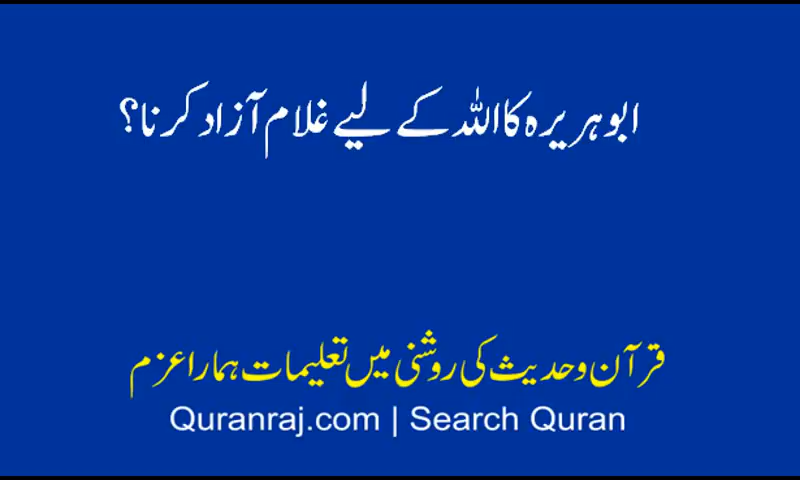 ابوہریرہ کا اللہ کے لیے غلام آزاد کرنا؟
قرآن و حدیث کی روشنی میں تعلیمات ہمارا عزم
Quranraj.com | Search Quran